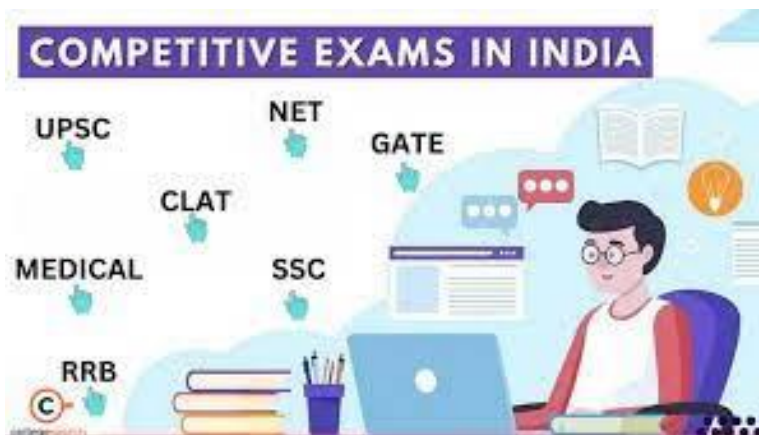 COMPETITIVE EXAMS IN INDIA
UPSC
NET
GATE
CLAT
MEDICAL
SSC
RRB
C